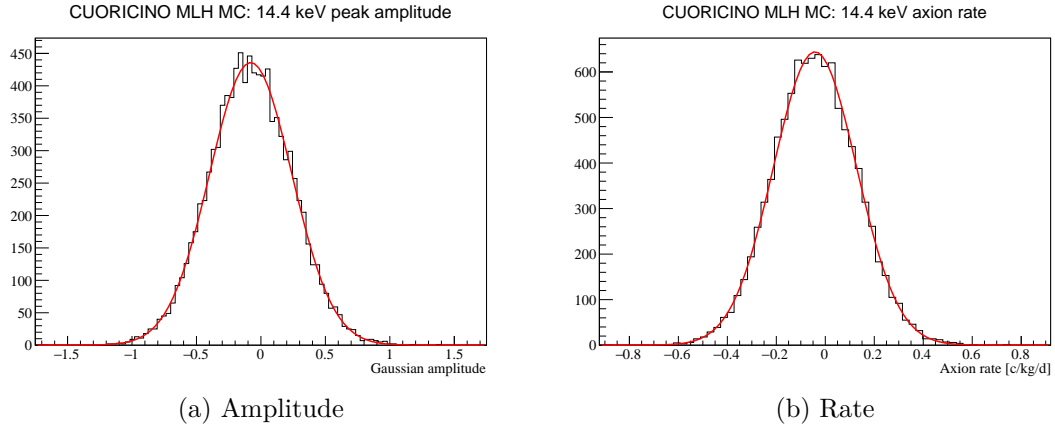 CUORICINO MLH MC: 14.4 keV peak amplitude
450
400
350
300
250
200
150
100
50
0
−1.5 −1 −0.5 0 0.5 1 1.5
Gaussian amplitude
(a) Amplitude
CUORICINO MLH MC: 14.4 keV axion rate
600
500
400
300
200
100
0
−0.8 −0.6 −0.4 −0.2 0 0.2 0.4 0.6 0.8
Axion rate [c/kg/d]
(b) Rate